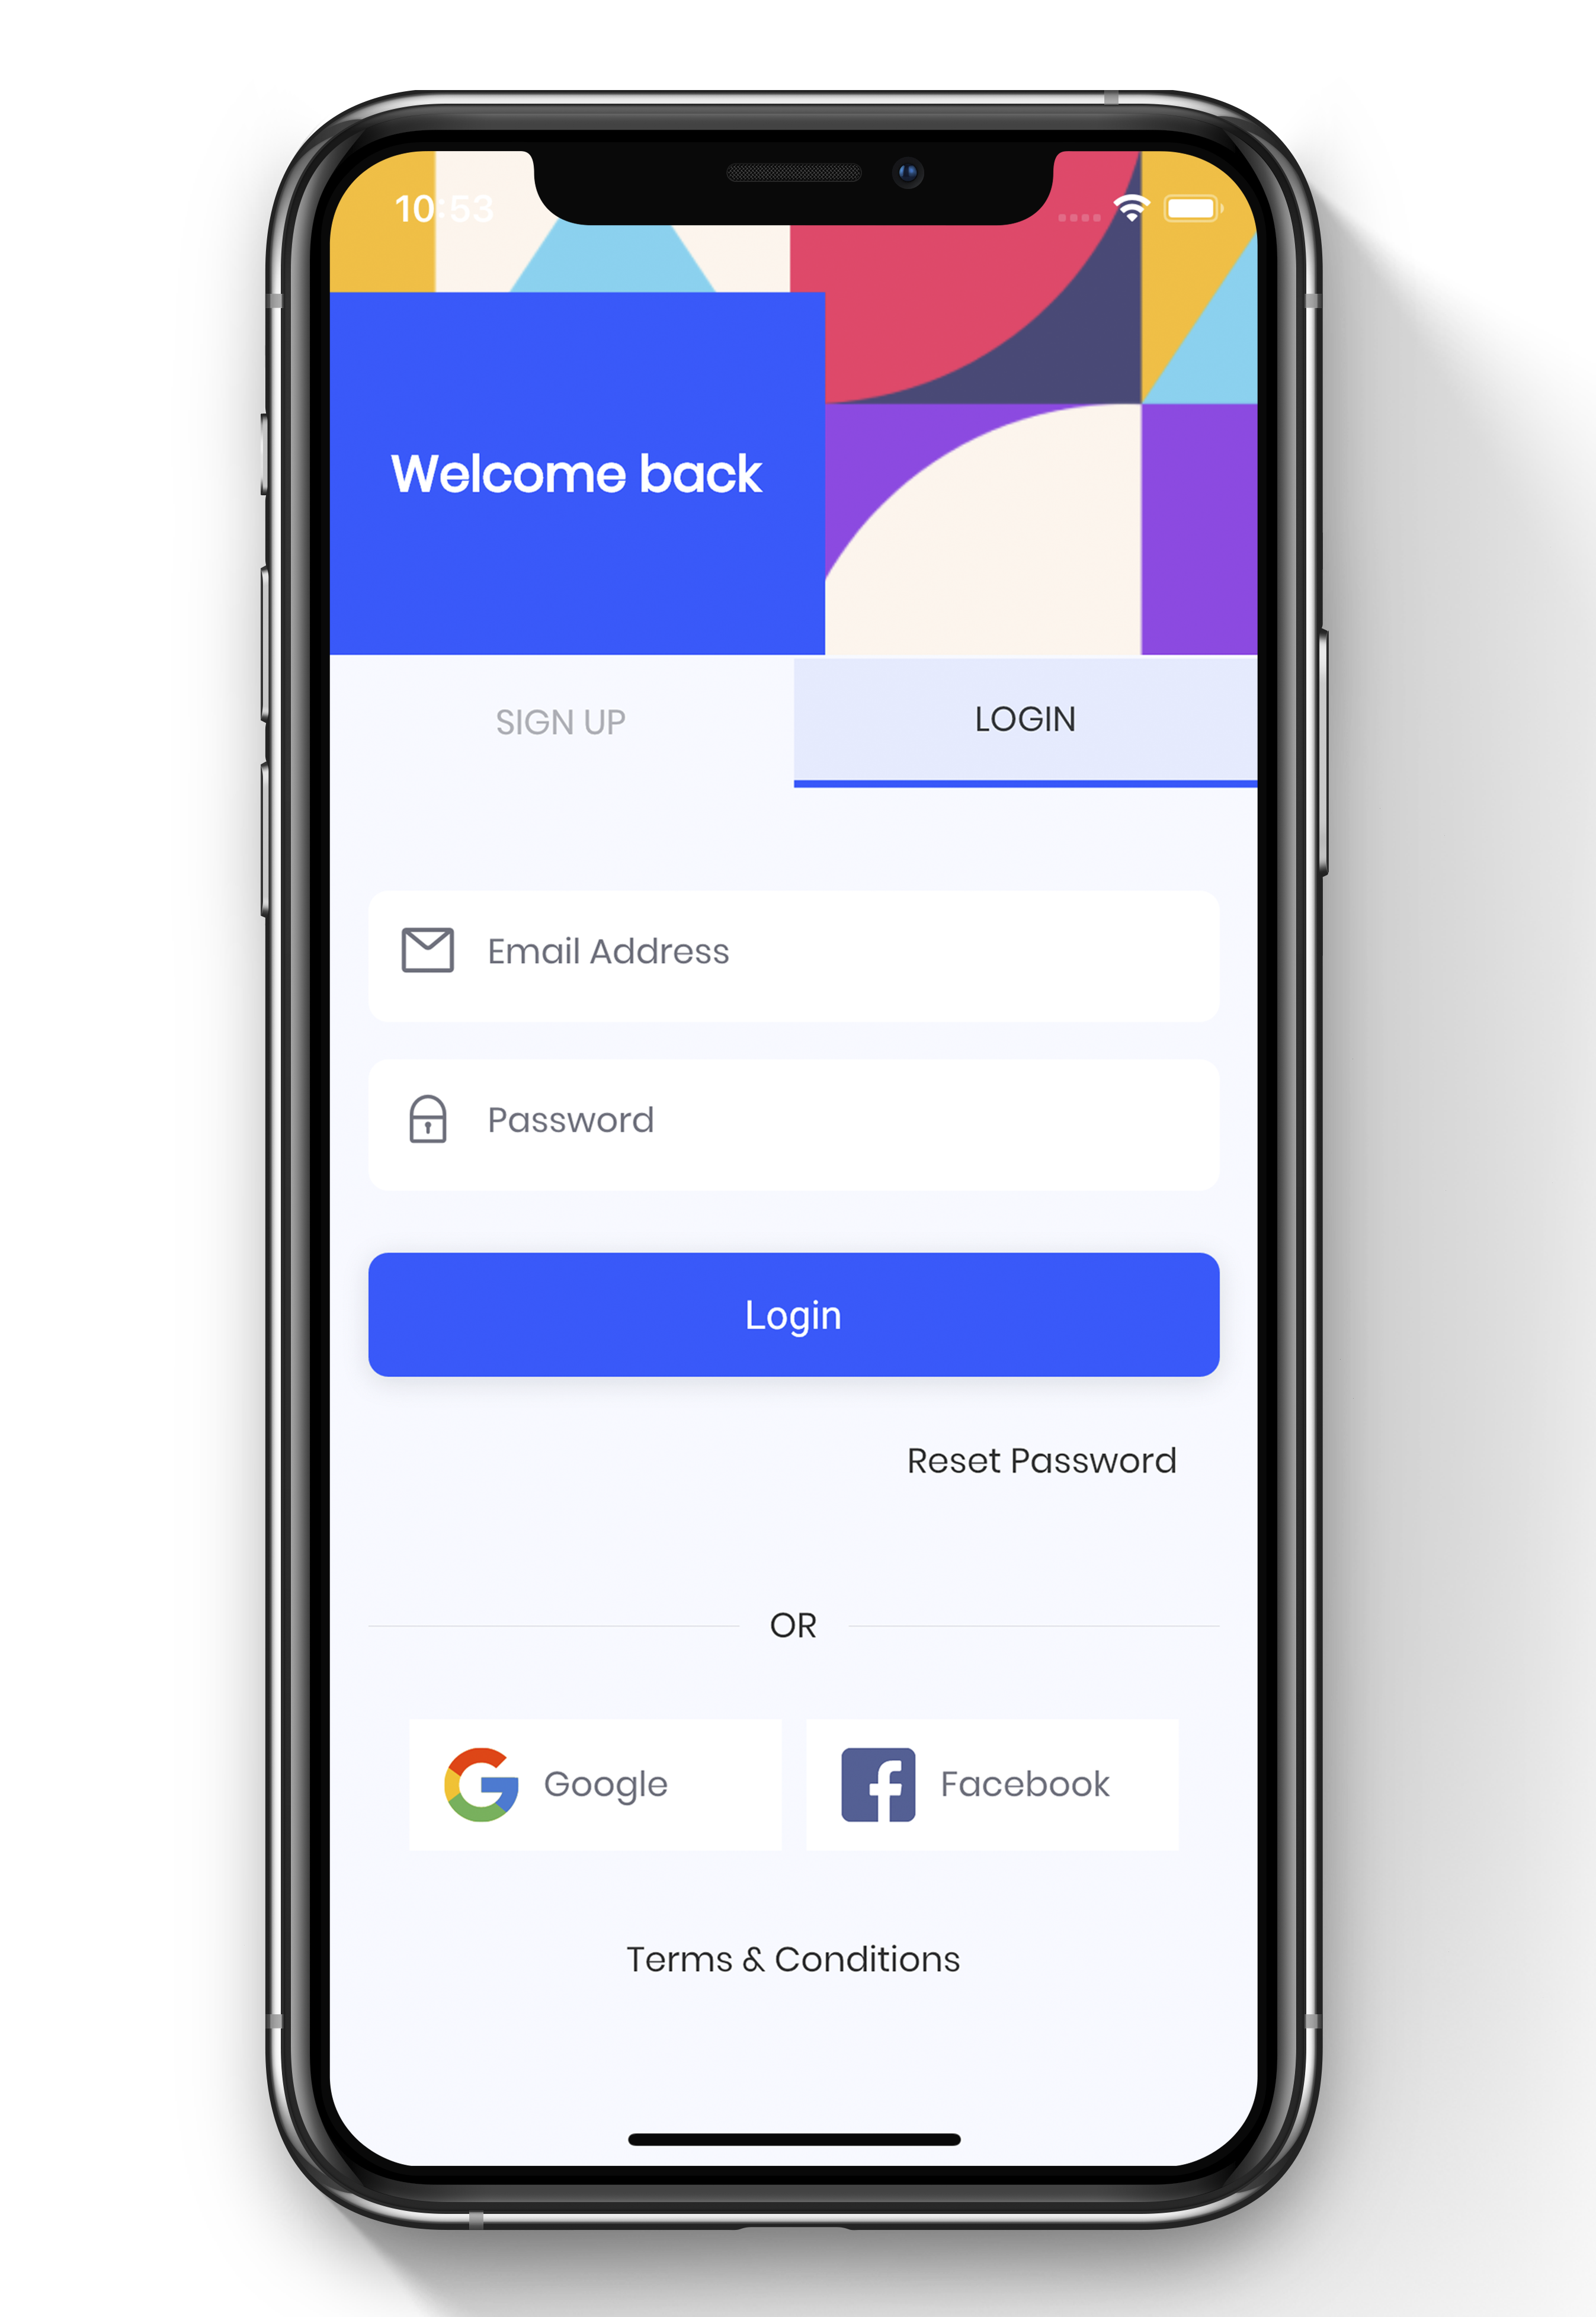 10:53
Welcome back
SIGN UP LOGIN
Email Address
Password
Login
Reset Password
OR
Google Facebook
Terms & Conditions